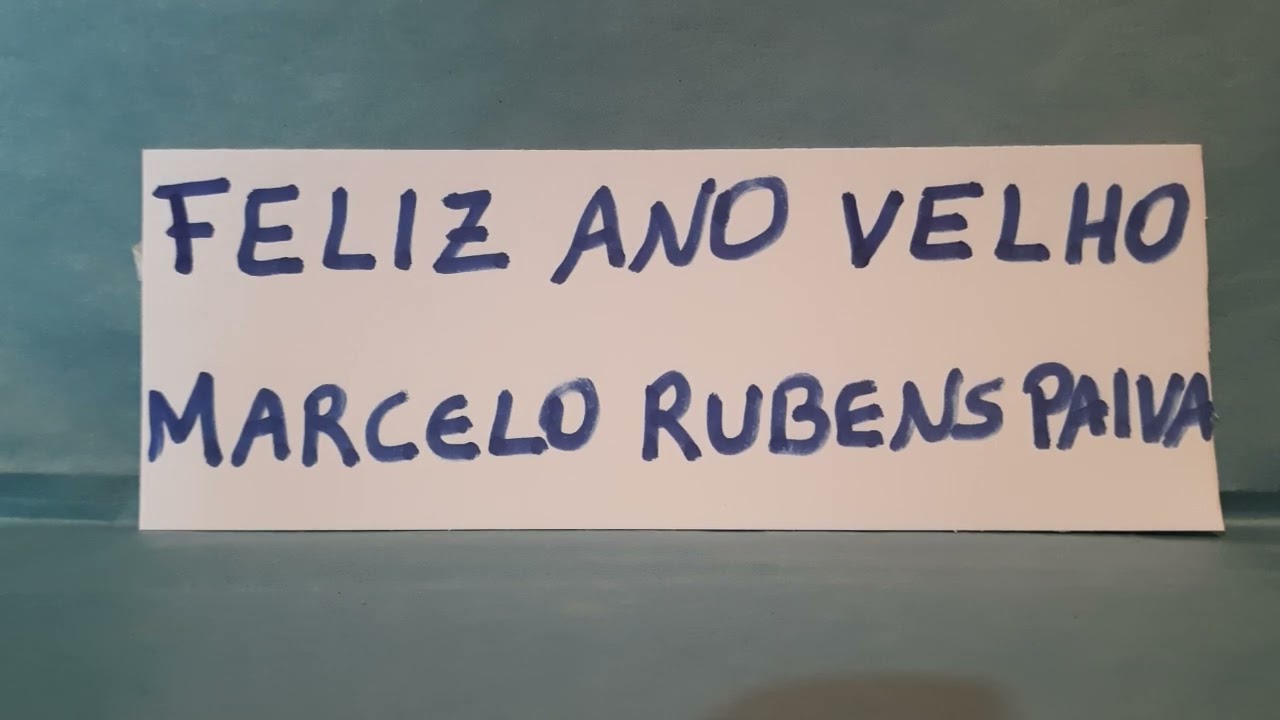 FELIZ ANO VELHO
MARCELO RUBENS PAIVA